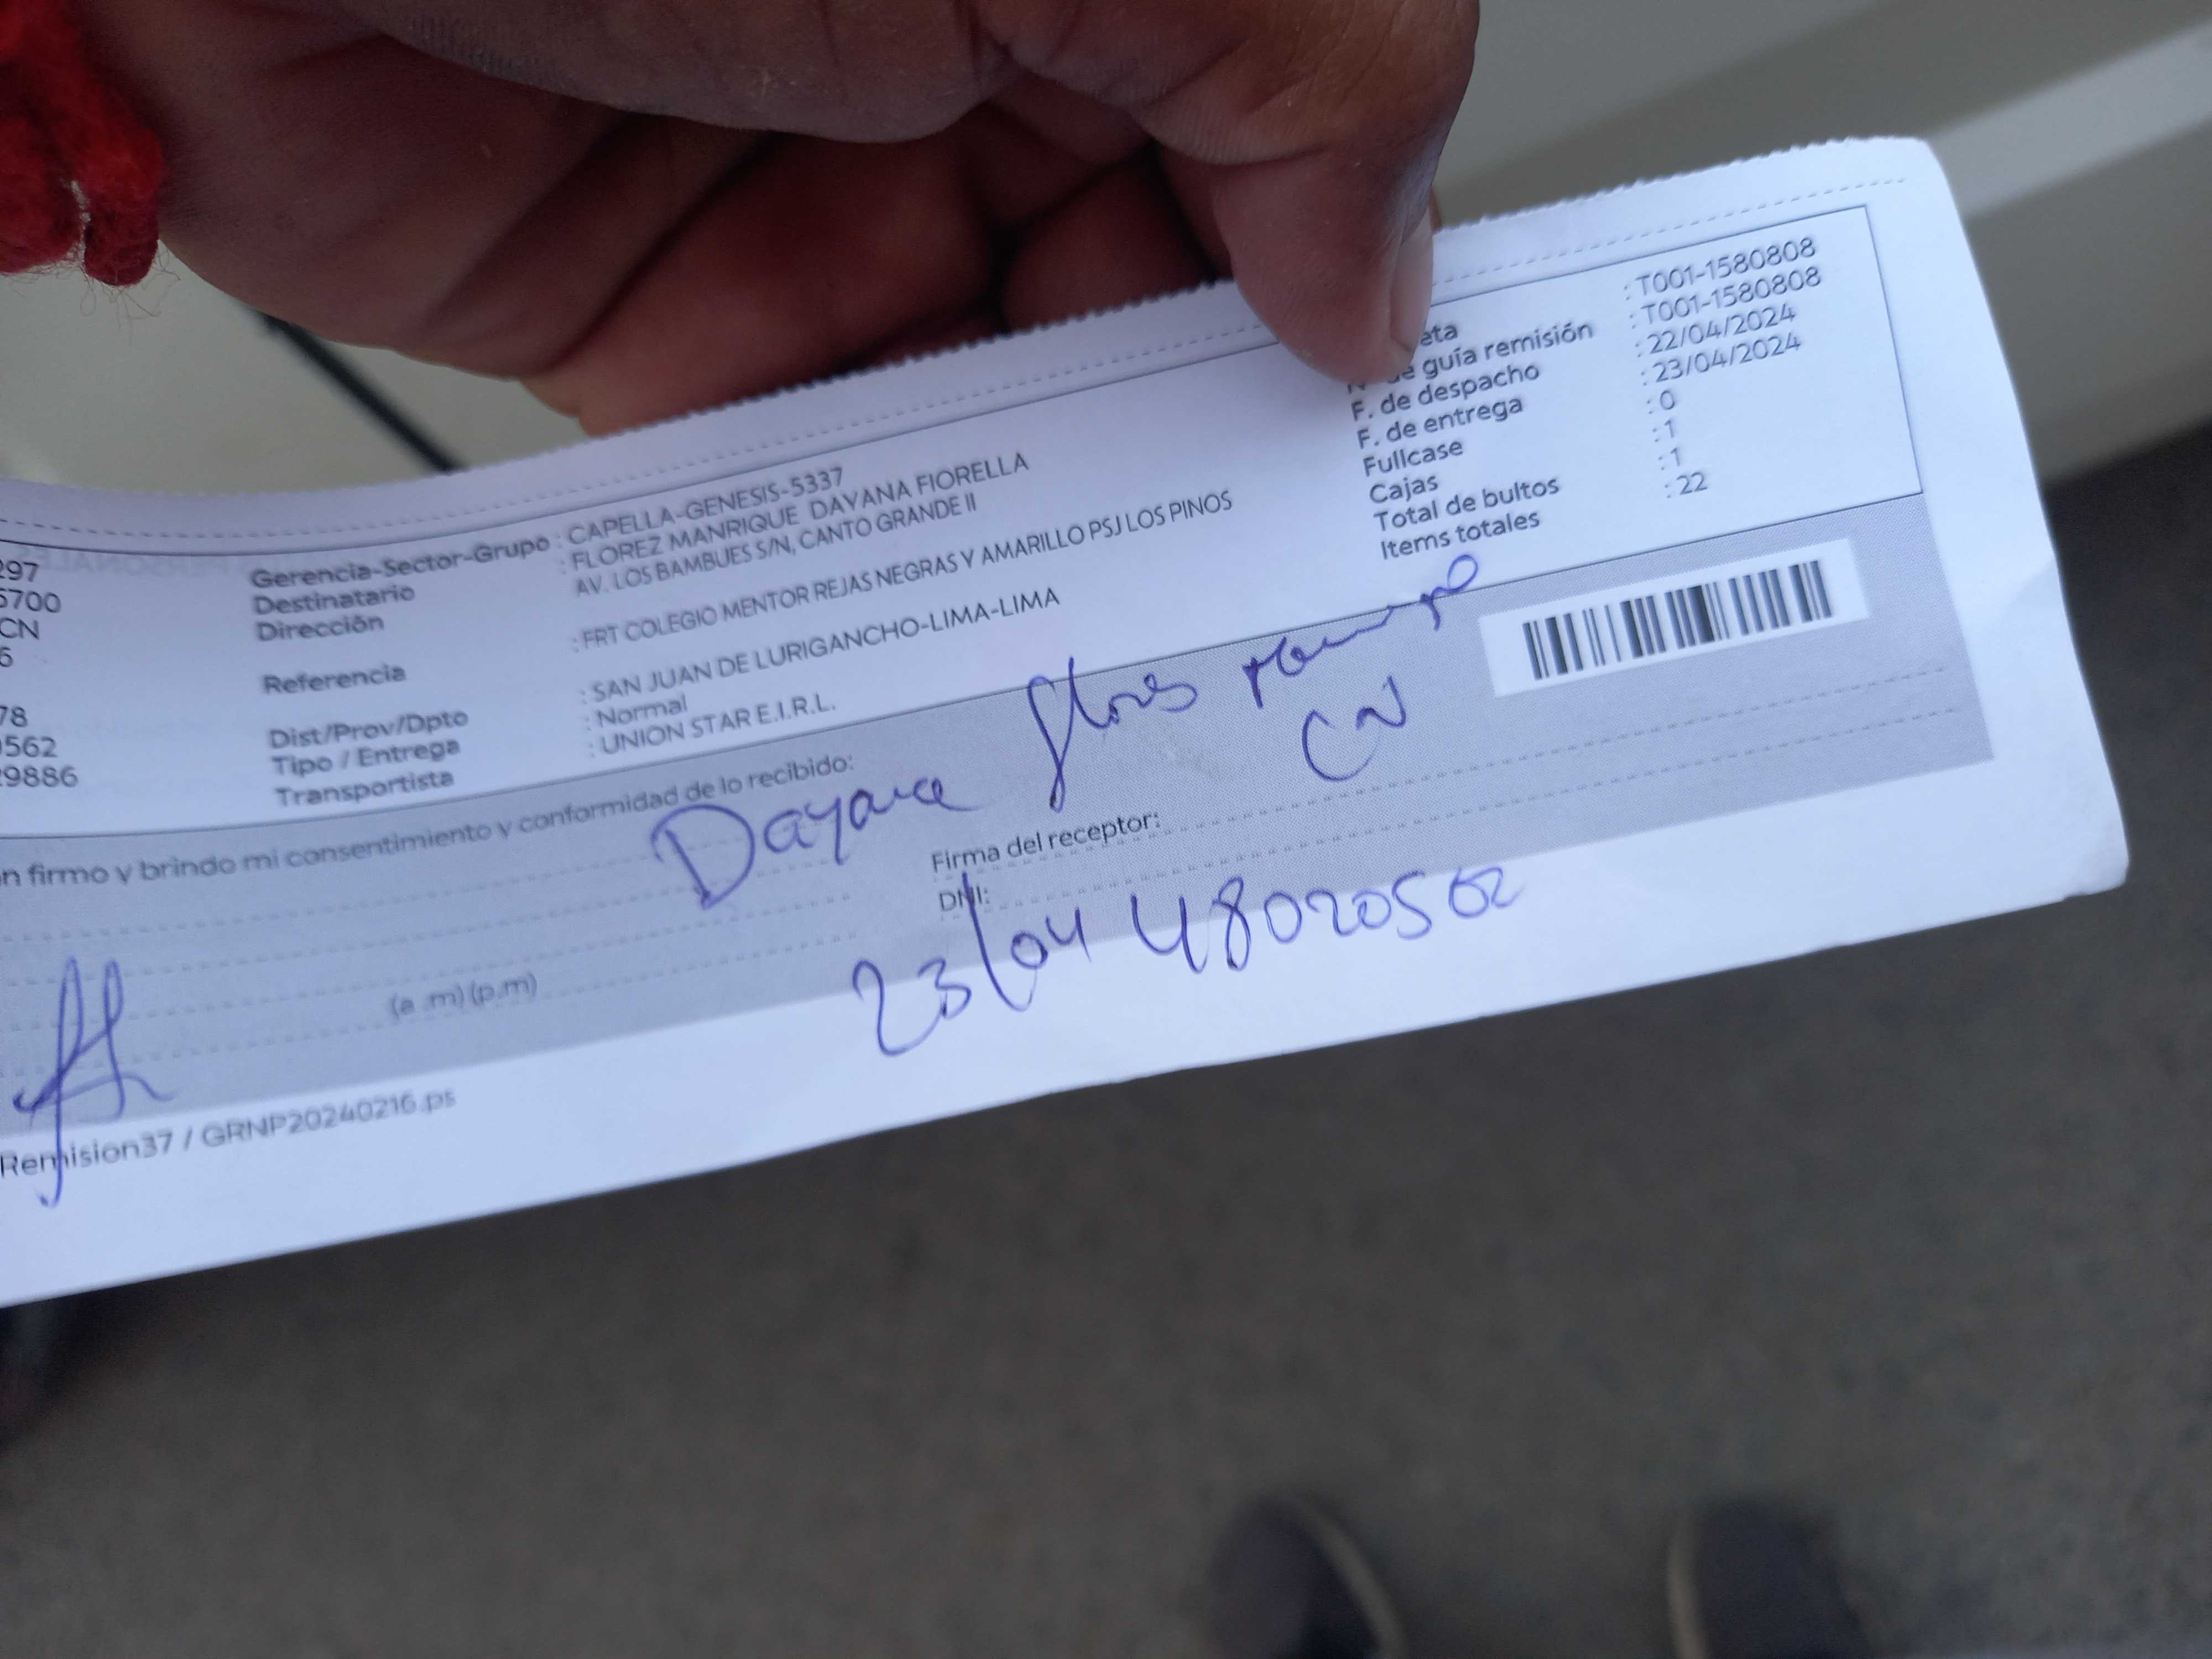 : T001-1580808
eta
N° de guía remisión : T001-1580808
F. de despacho : 22/04/2024
F. de entrega : 23/04/2024
Fullcase : 0
Cajas : 1
Total de bultos : 1
Items totales : 22
297
Gerencia-Sector-Grupo : CAPELLA-GENESIS-5337
5700
Destinatario : FLOREZ MANRIQUE DAYANA FIORELLA
CN
Dirección AV. LOS BAMBUES S/N, CANTO GRANDE II
6
Referencia : FRT COLEGIO MENTOR REJAS NEGRAS Y AMARILLO PSJ LOS PINOS
78
Dist/Prov/Dpto : SAN JUAN DE LURIGANCHO-LIMA-LIMA
0562
Tipo / Entrega : Normal
29886
Transportista : UNION STAR E.I.R.L.
n firmo y brindo mi consentimiento y conformidad de lo recibido:
Dayana flores
CN
Firma del receptor:
DNI:
23/04 48020562
(a .m) (p.m)
Remision37 / GRNP20240216.ps